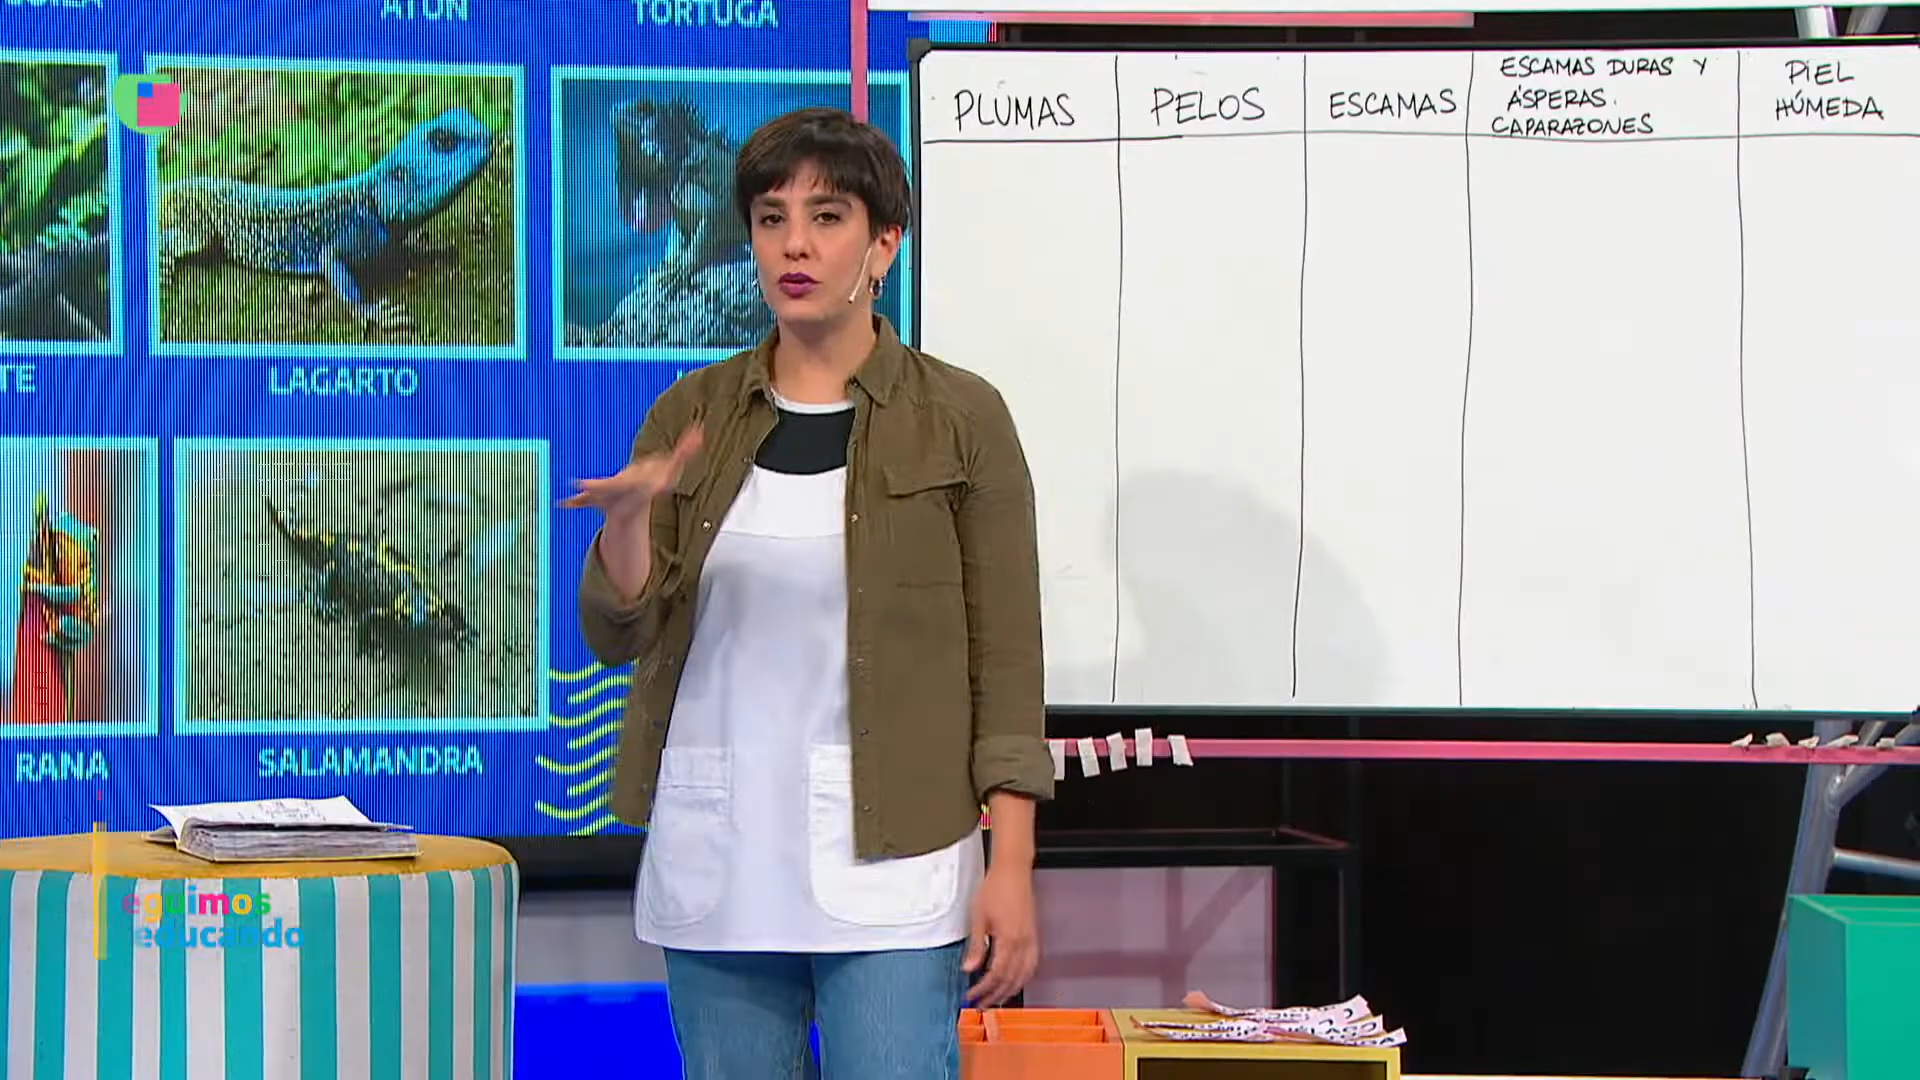 ATÚN
TORTUGA
LAGARTO
RANA
SALAMANDRA
PLUMAS
PELOS
ESCAMAS
ESCAMAS DURAS Y
ÁSPERAS.
CAPARAZONES
PIEL
HÚMEDA
eguimos
educando